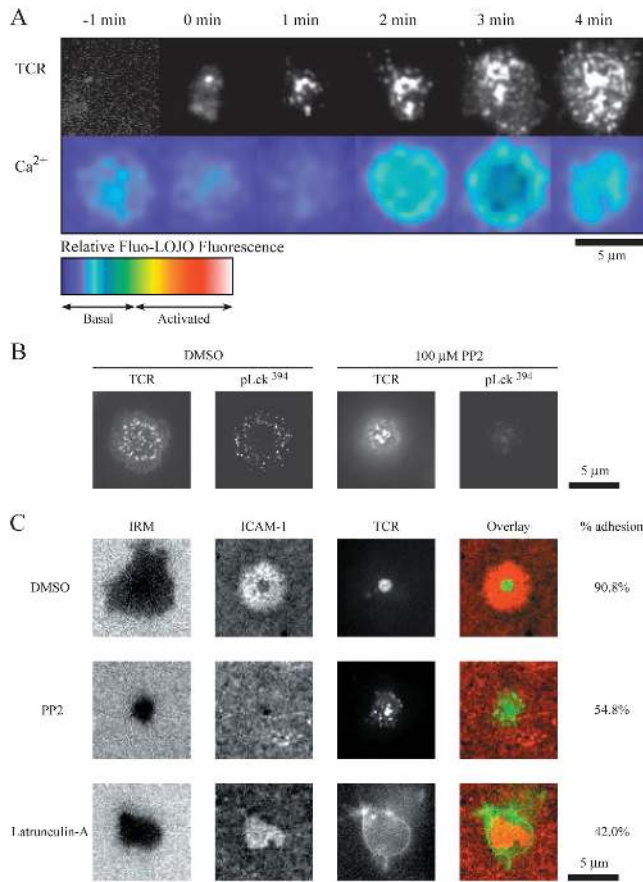 A
-1 min 0 min 1 min 2 min 3 min 4 min
TCR
Ca2+
Relative Fluo-LOJO Fluorescence
Basal Activated
5 µm
B
DMSO 100 µM PP2
TCR pLck 394 TCR pLck 394
5 µm
C
IRM ICAM-1 TCR Overlay % adhesion
DMSO 90.8%
PP2 54.8%
Latrunculin-A 42.0%
5 µm